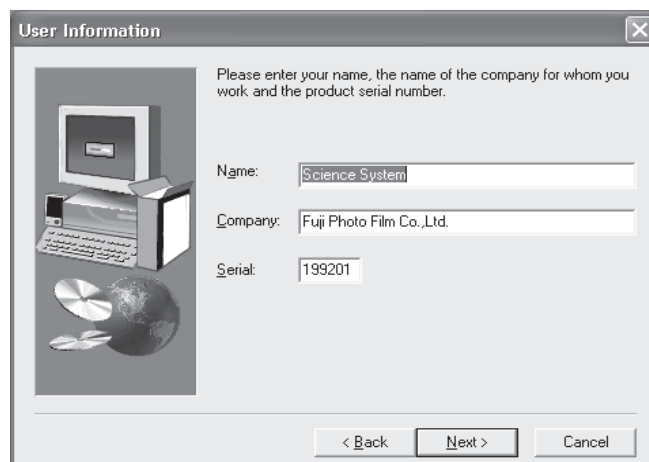 User Information
Please enter your name, the name of the company for whom you
work and the product serial number.
Name: Science System
Company: Fuji Photo Film Co.,Ltd.
Serial: 199201
< Back Next > Cancel